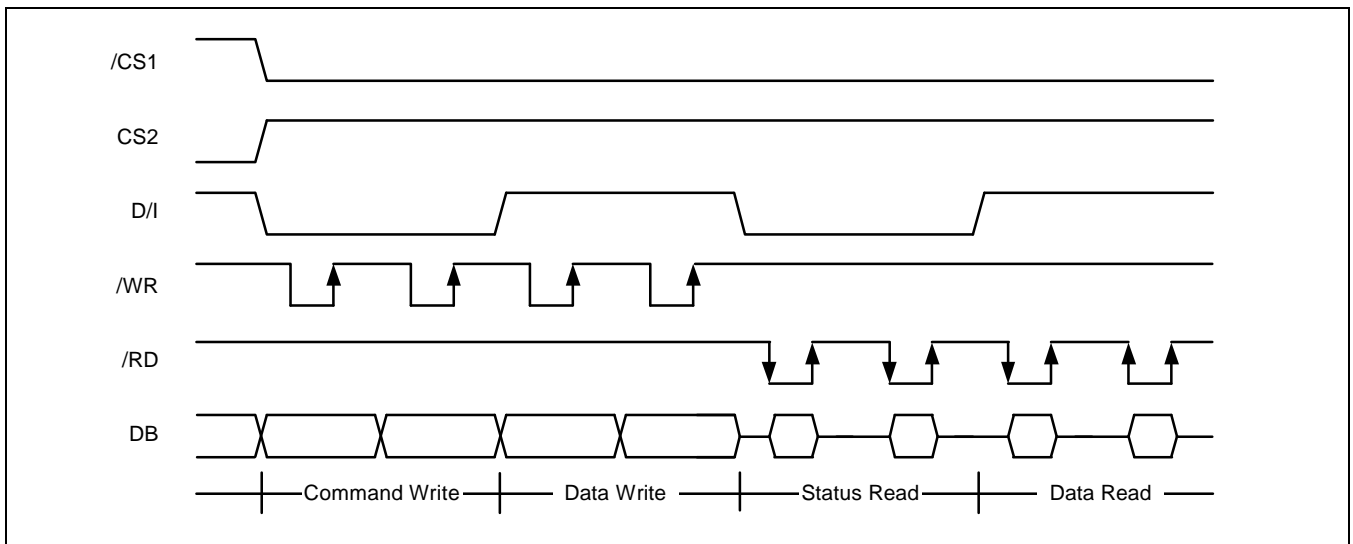 /CS1
CS2
D/I
/WR
/RD
DB
Command Write
Data Write
Status Read
Data Read